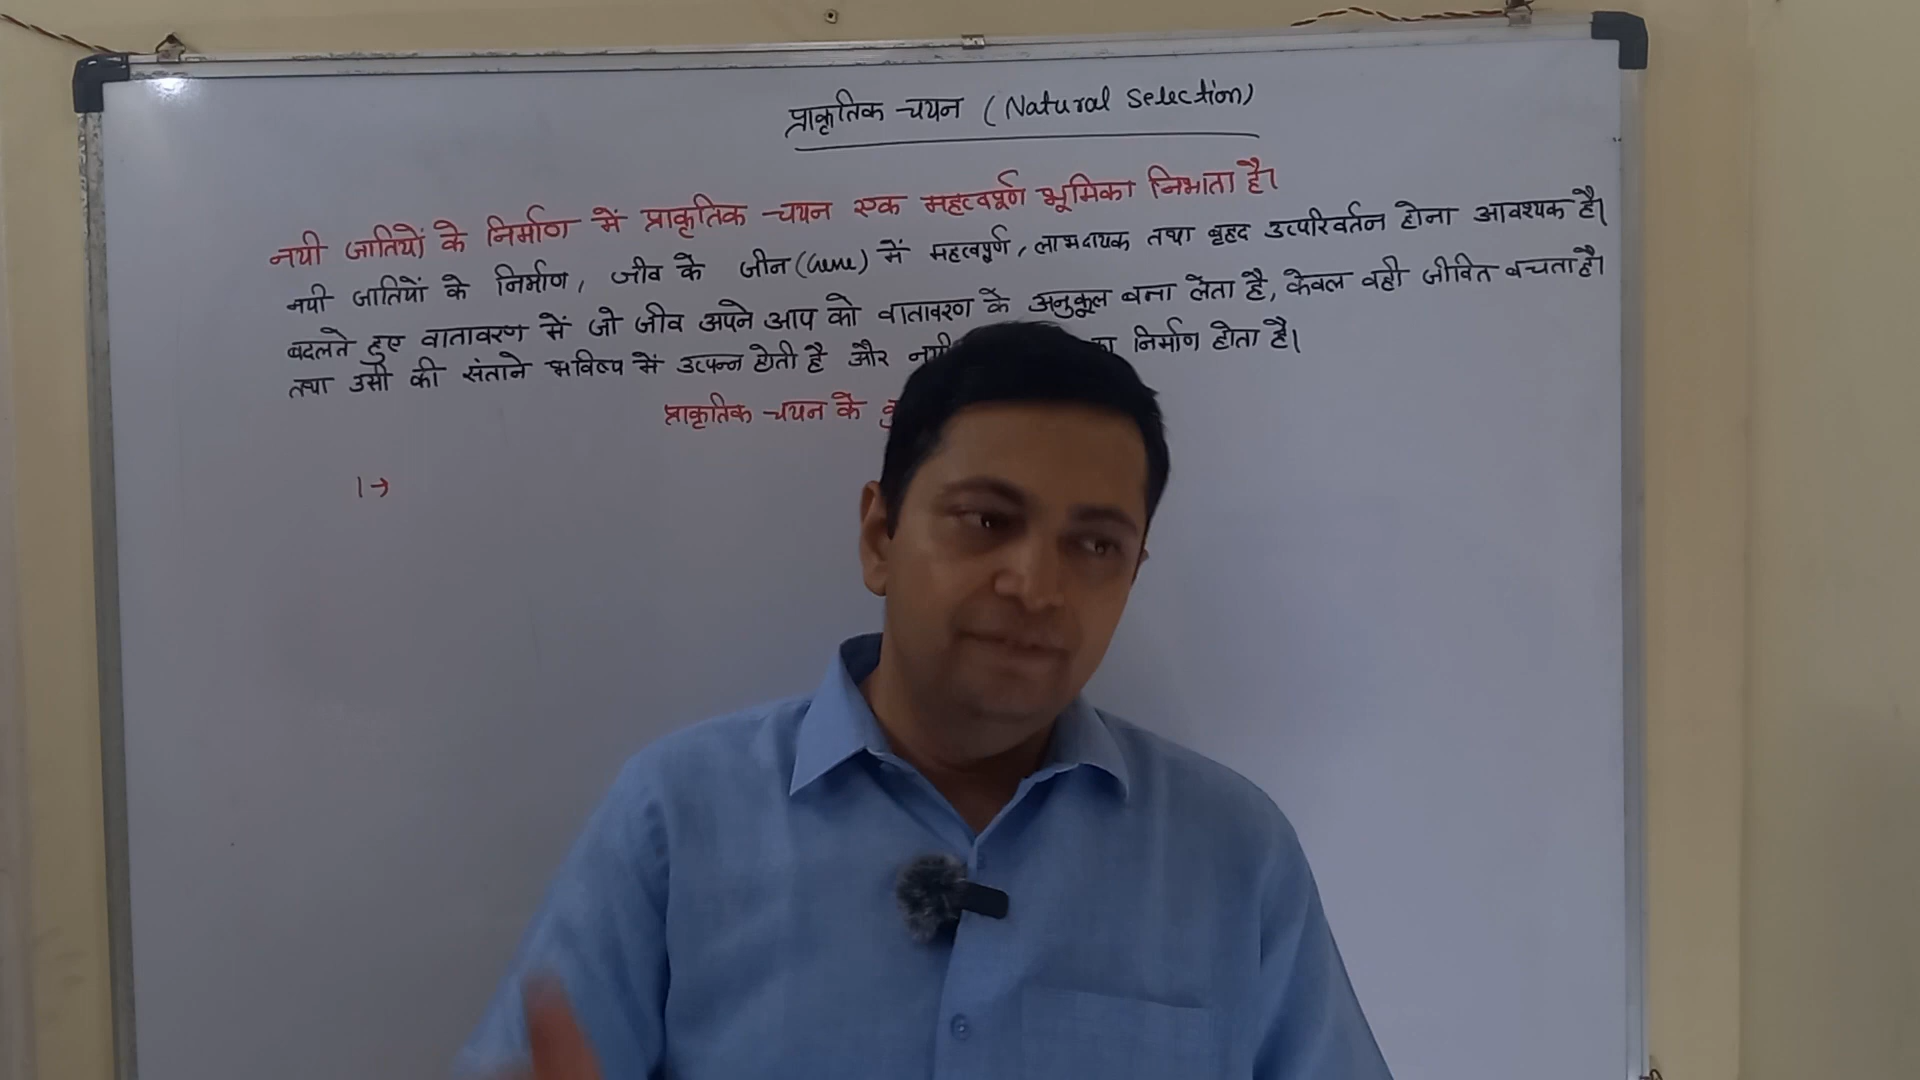 प्राकृतिक चयन (Natural Selection)
नयी जातियों के निर्माण में प्राकृतिक चयन एक महत्वपूर्ण भूमिका निभाता है।
नयी जातियों के निर्माण, जीव के जीन (Gene) में महत्वपूर्ण, लाभदायक तथा वृहद उत्परिवर्तन होना आवश्यक है।
बदलते हुए वातावरण में जो जीव अपने आप को वातावरण के अनुकूल बना लेता है, केवल वही जीवित बचता है।
तथा उसी की संताने भविष्य में उत्पन्न होती है और नयी निर्माण होता है।
प्राकृतिक चयन के
1→